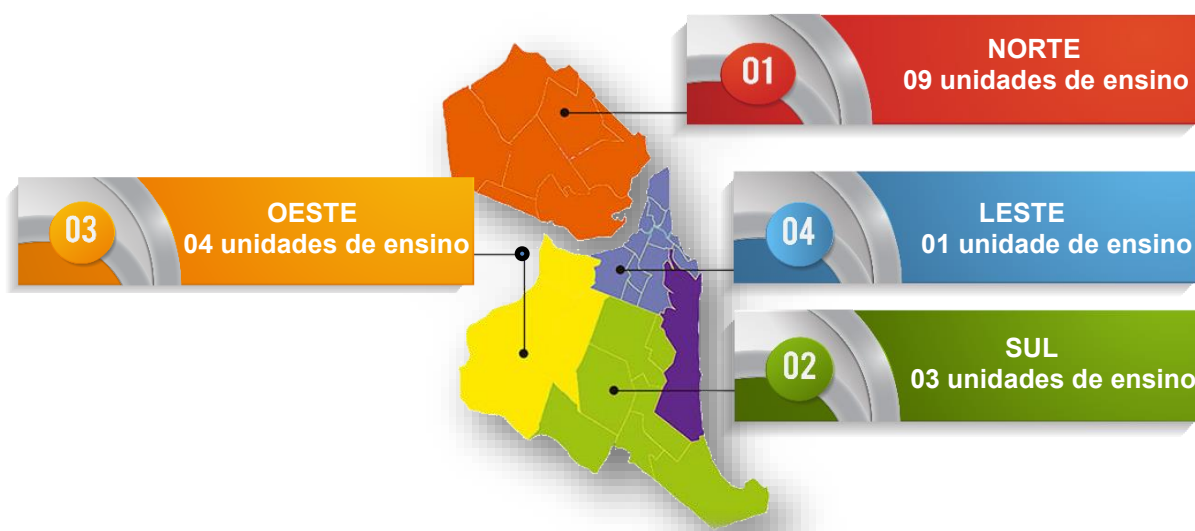 01
NORTE
09 unidades de ensino
03
OESTE
04 unidades de ensino
04
LESTE
01 unidade de ensino
02
SUL
03 unidades de ensino